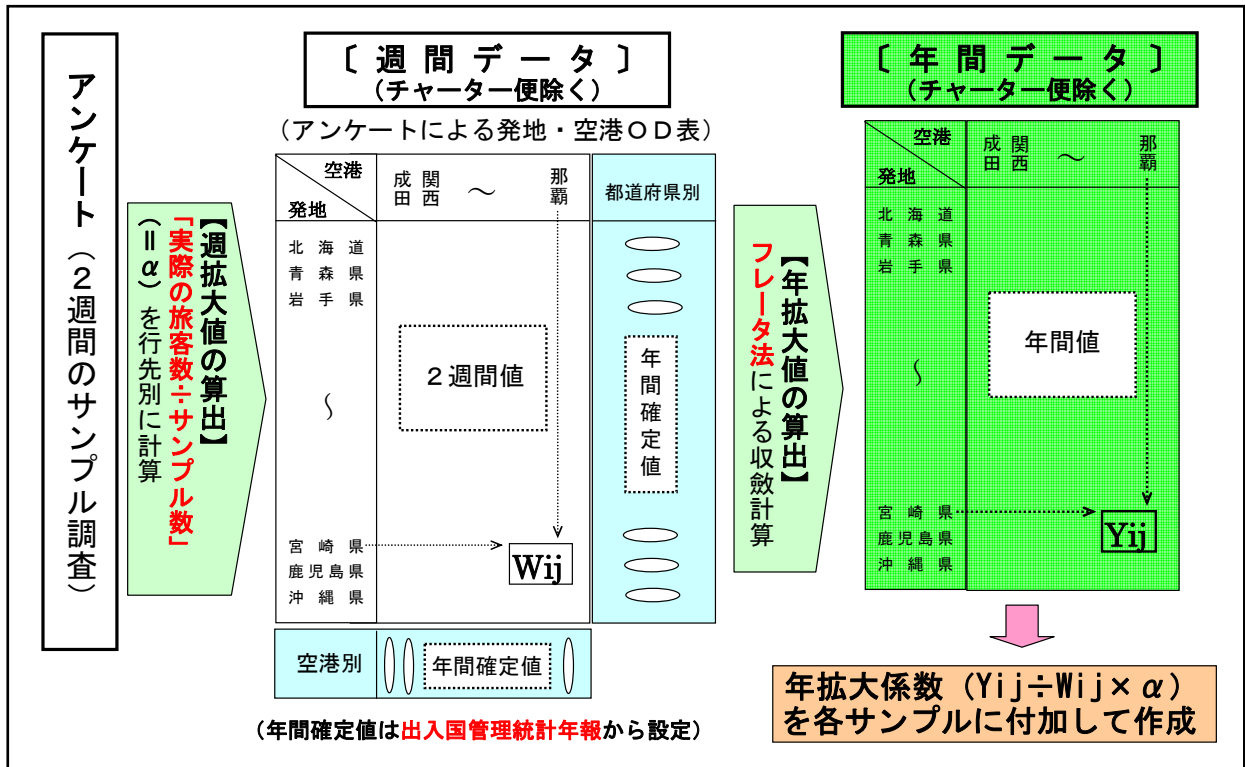 アンケート（２週間のサンプル調査）
【週拡大値の算出】
「実際の旅客数÷サンプル数」
（＝α）を行先別に計算
〔 週 間 デ ー タ 〕
（チャーター便除く）
（アンケートによる発地・空港ＯＤ表）
空港
発地
成田
関西
～
那覇
都道府県別
北海道
青森県
岩手県
～
宮崎県
鹿児島県
沖縄県
２週間値
Wij
年間確定値
空港別
年間確定値
（年間確定値は出入国管理統計年報から設定）
【年拡大値の算出】
フレータ法による収斂計算
〔 年 間 デ ー タ 〕
（チャーター便除く）
空港
発地
成田
関西
～
那覇
北海道
青森県
岩手県
～
宮崎県
鹿児島県
沖縄県
年間値
Yij
年拡大係数（Yij÷Wij×α）
を各サンプルに付加して作成